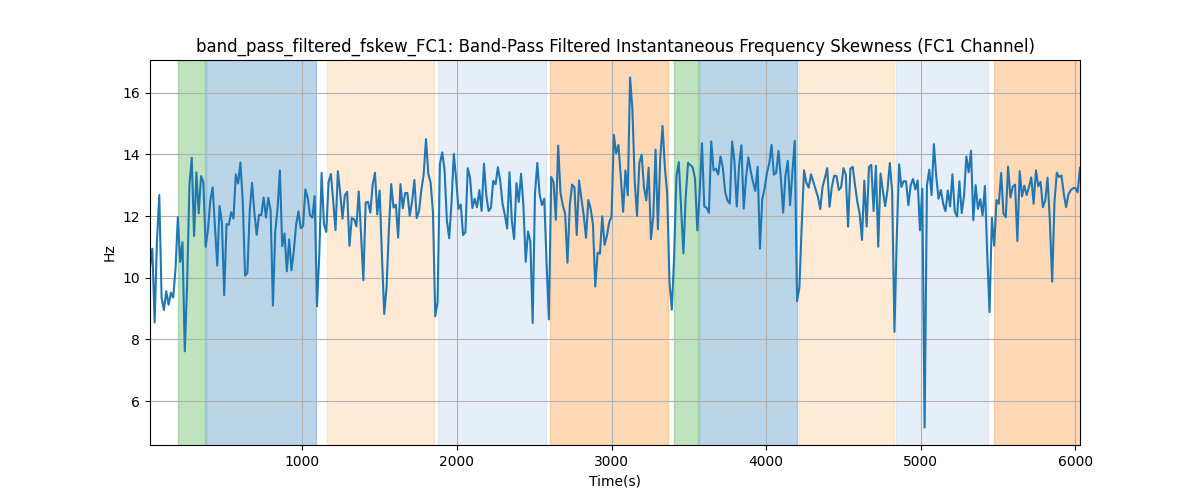 band_pass_filtered_fskew_FC1: Band-Pass Filtered Instantaneous Frequency Skewness (FC1 Channel)
16
14
12
10
8
6
Hz
1000 2000 3000 4000 5000 6000
Time(s)